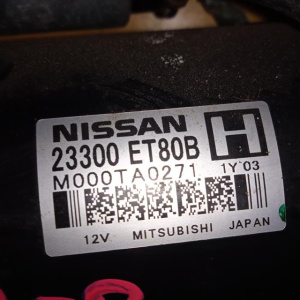 NISSAN H
23300 ET80B
M000TA0271 1Y'03
12V MITSUBISHI JAPAN